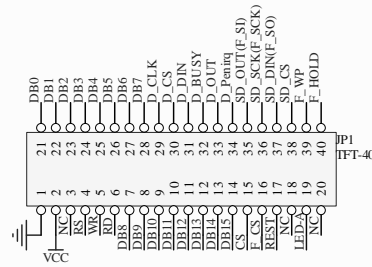 DB0
DB1
DB2
DB3
DB4
DB5
DB6
DB7
D_CLK
D_CS
D_DIN
D_BUSY
D_OUT
D_Penirq
SD_OUT(F_SI)
SD_SCK(F_SCK)
SD_DIN(F_SO)
SD_CS
F_WP
F_HOLD
21 22 23 24 25 26 27 28 29 30 31 32 33 34 35 36 37 38 39 40
JP1
TFT-40
1 2 3 4 5 6 7 8 9 10 11 12 13 14 15 16 17 18 19 20
VCC
NC
RS
WR
RD
DB8
DB9
DB10
DB11
DB12
DB13
DB14
DB15
CS
F_CS
REST
NC
LED-A
NC